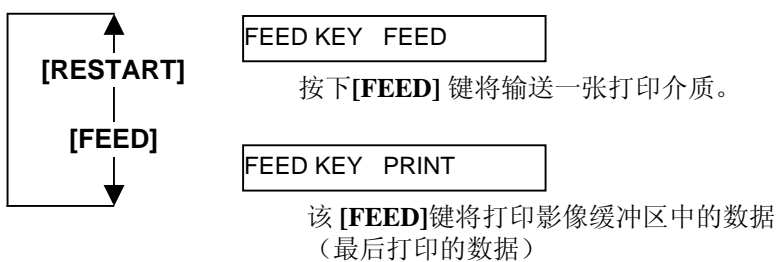 FEED KEY FEED
[RESTART]
按下[FEED] 键将输送一张打印介质。
[FEED]
FEED KEY PRINT
该 [FEED]键将打印影像缓冲区中的数据
（最后打印的数据）